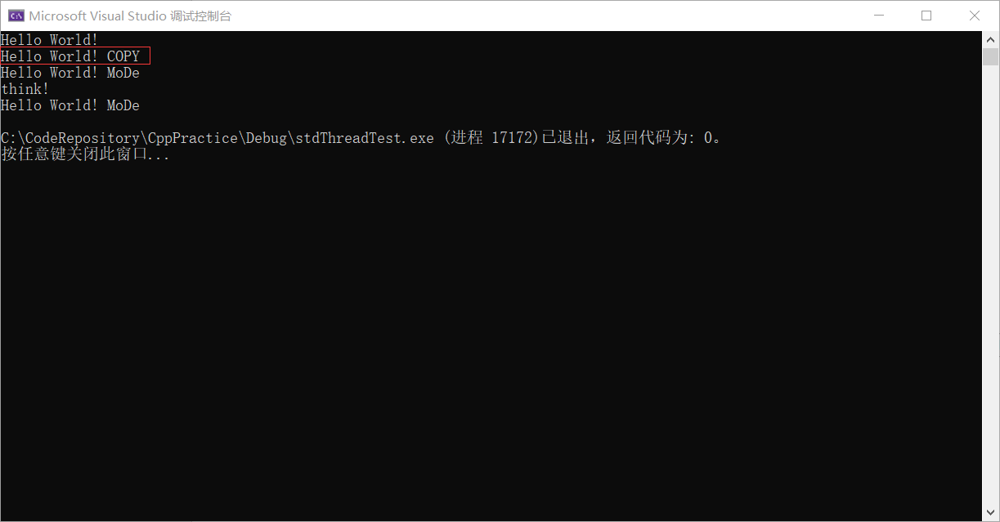 Microsoft Visual Studio 调试控制台
Hello World!
Hello World! COPY
Hello World! MoDe
think!
Hello World! MoDe
C:\CodeRepository\CppPractice\Debug\stdThreadTest.exe (进程 17172)已退出，返回代码为: 0。
按任意键关闭此窗口...